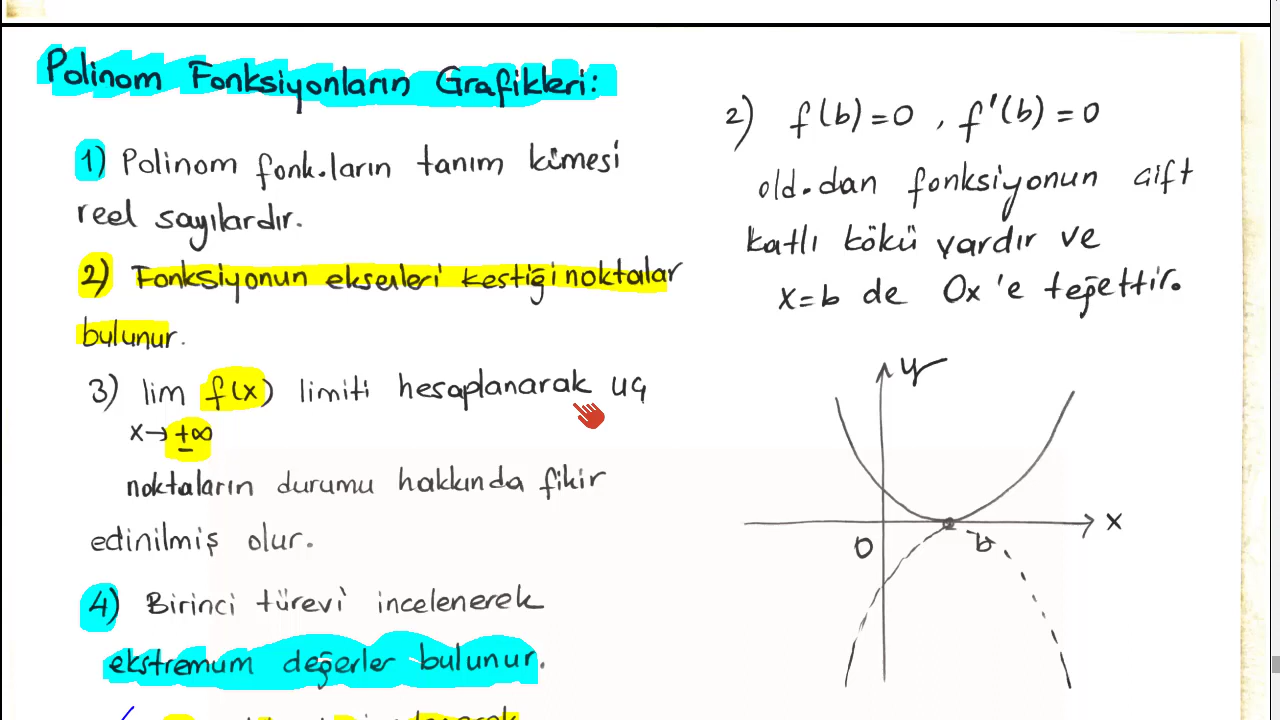 Polinom Fonksiyonların Grafikleri:
1) Polinom fonk.ların tanım kümesi
reel sayılardır.
2) Fonksiyonun eksenleri kestiği noktalar
bulunur.
3) lim f(x) limiti hesaplanarak uç
x→±∞
noktaların durumu hakkında fikir
edinilmiş olur.
4) Birinci türevi incelenerek
ekstremum değerler bulunur.
2) f(b)=0 , f'(b)=0
old.dan fonksiyonun çift
katlı kökü vardır ve
x=b de Ox'e teğettir.
y
x
O
b